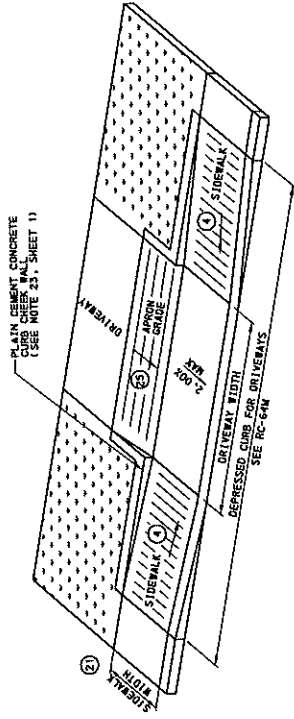 PLAIN CEMENT CONCRETE
CURB CHEEK WALL
(SEE NOTE 23, SHEET 1)
DRIVEWAY
APRON
GRADE
25
4
SIDEWALK
2.00%
MAX
SIDEWALK
4
21
SIDEWALK
WIDTH
DRIVEWAY WIDTH
DEPRESSED CURB FOR DRIVEWAYS
SEE RC-64M